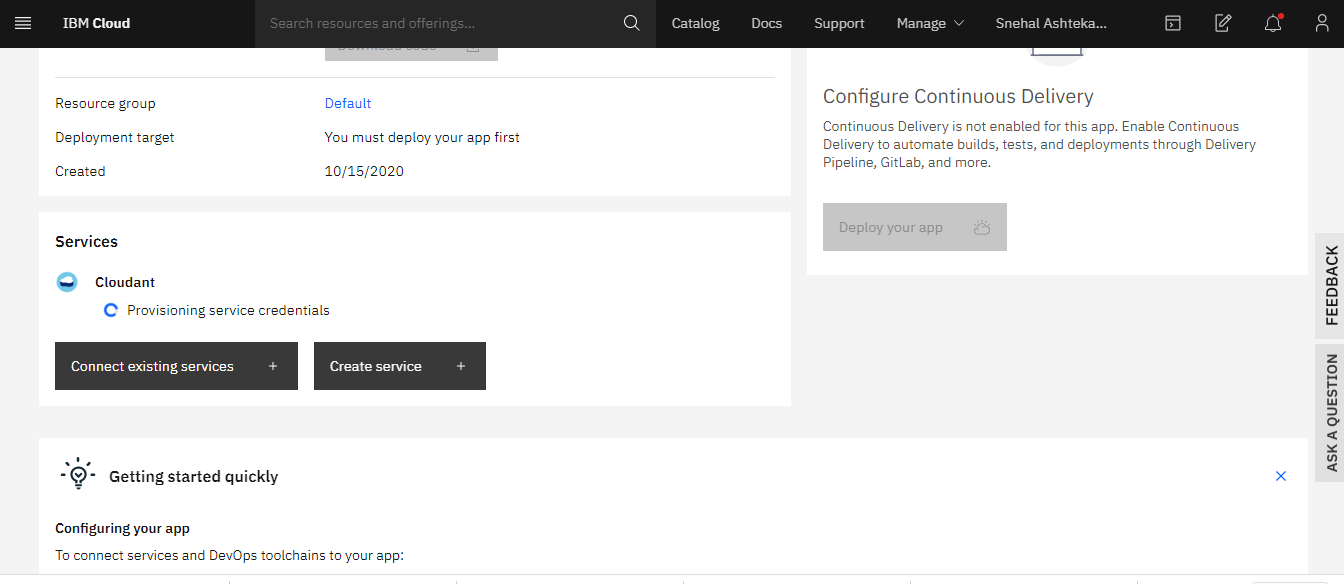 IBM Cloud
Search resources and offerings...
Catalog
Docs
Support
Manage
Snehal Ashteka...
Download code
Resource group
Default
Deployment target
You must deploy your app first
Created
10/15/2020
Configure Continuous Delivery
Continuous Delivery is not enabled for this app. Enable Continuous
Delivery to automate builds, tests, and deployments through Delivery
Pipeline, GitLab, and more.
Deploy your app
Services
Cloudant
Provisioning service credentials
Connect existing services +
Create service +
FEEDBACK
ASK A QUESTION
Getting started quickly
Configuring your app
To connect services and DevOps toolchains to your app: